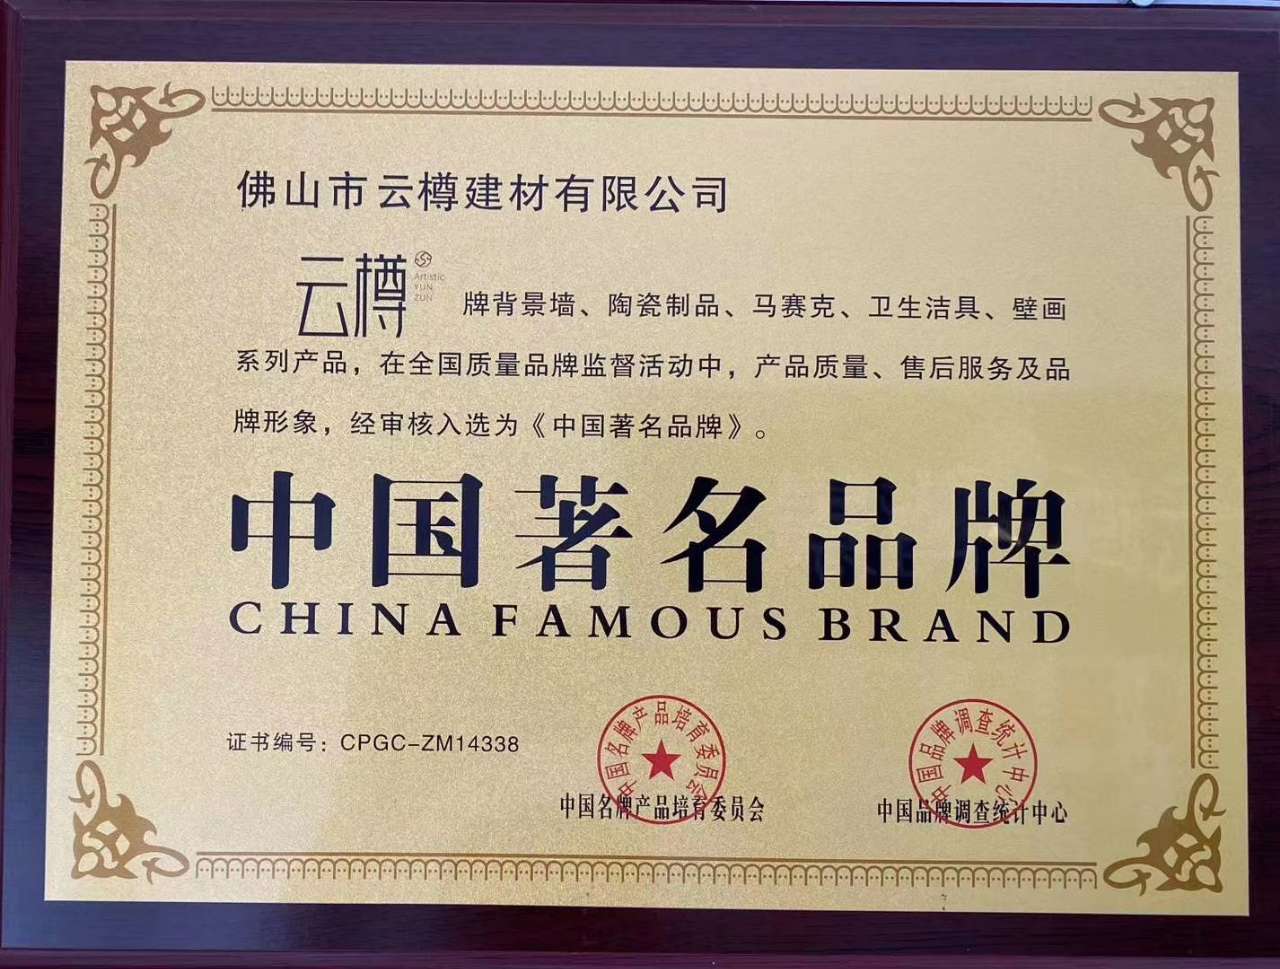 佛山市云樽建材有限公司
云樽
Artistic
YUN
ZUN
牌背景墙、陶瓷制品、马赛克、卫生洁具、壁画
系列产品，在全国质量品牌监督活动中，产品质量、售后服务及品
牌形象，经审核入选为《中国著名品牌》。
中国著名品牌
CHINA FAMOUS BRAND
证书编号：CPGC-ZM14338
中国名牌产品培育委员会
中国名牌产品培育委员会
中国品牌调查统计中心
中国品牌调查统计中心